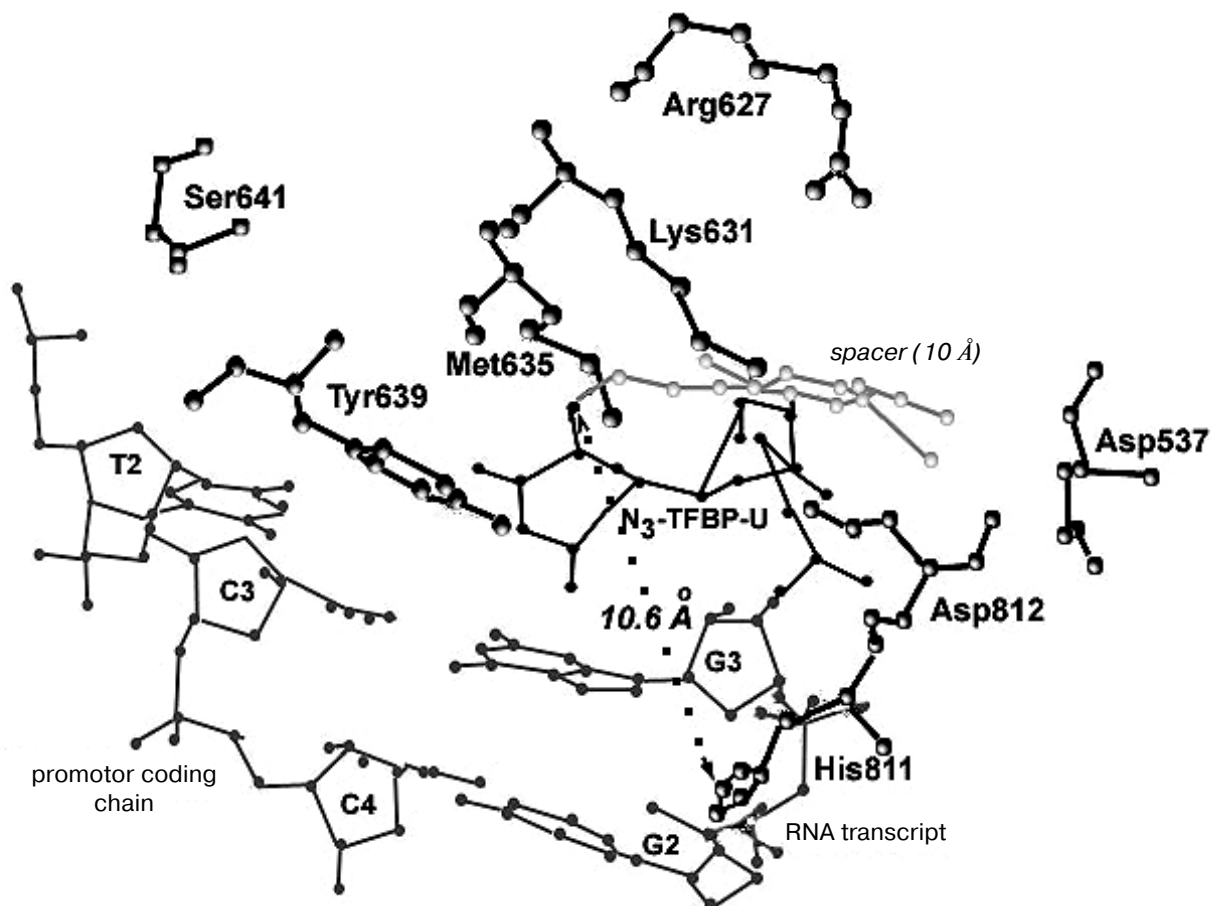 Arg627
Ser641
Lys631
spacer (10 Å)
Met635
Tyr639
Asp537
T2
N3-TFBP-U
C3
10.6 Å
Asp812
G3
promotor coding
chain
His811
C4
G2
RNA transcript